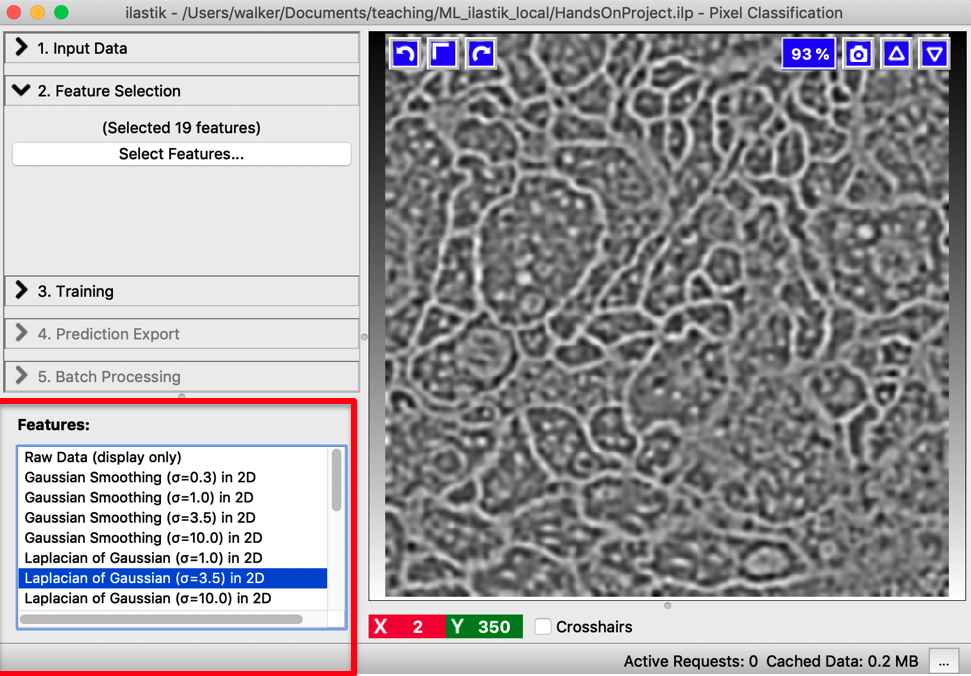 ilastik - /Users/walker/Documents/teaching/ML_ilastik_local/HandsOnProject.ilp - Pixel Classification
1. Input Data
2. Feature Selection
(Selected 19 features)
Select Features...
3. Training
4. Prediction Export
5. Batch Processing
Features:
Raw Data (display only)
Gaussian Smoothing (σ=0.3) in 2D
Gaussian Smoothing (σ=1.0) in 2D
Gaussian Smoothing (σ=3.5) in 2D
Gaussian Smoothing (σ=10.0) in 2D
Laplacian of Gaussian (σ=1.0) in 2D
Laplacian of Gaussian (σ=3.5) in 2D
Laplacian of Gaussian (σ=10.0) in 2D
93 %
X 2 Y 350 Crosshairs
Active Requests: 0 Cached Data: 0.2 MB ...